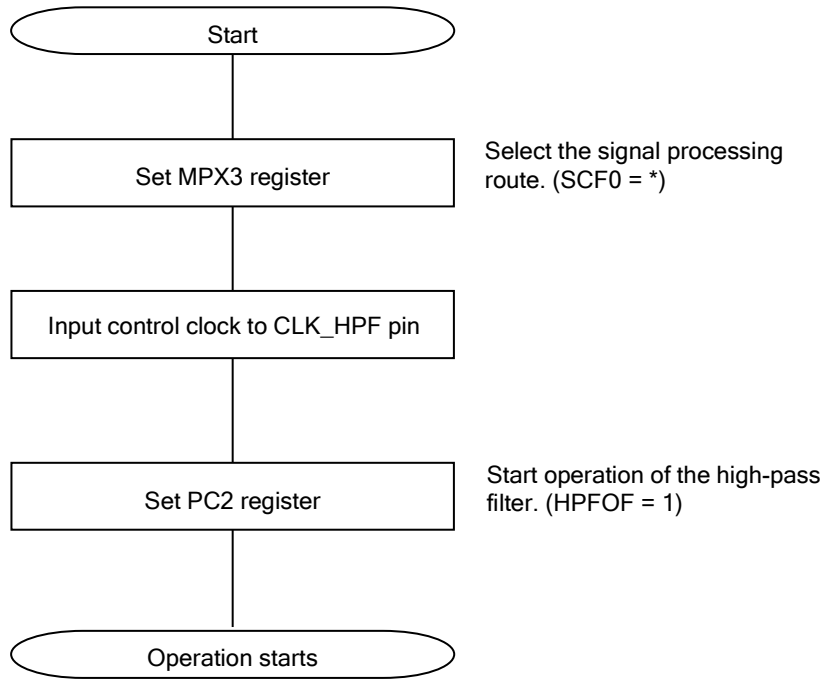 Start
Set MPX3 register
Select the signal processing
route. (SCF0 = *)
Input control clock to CLK_HPF pin
Set PC2 register
Start operation of the high-pass
filter. (HPFOF = 1)
Operation starts